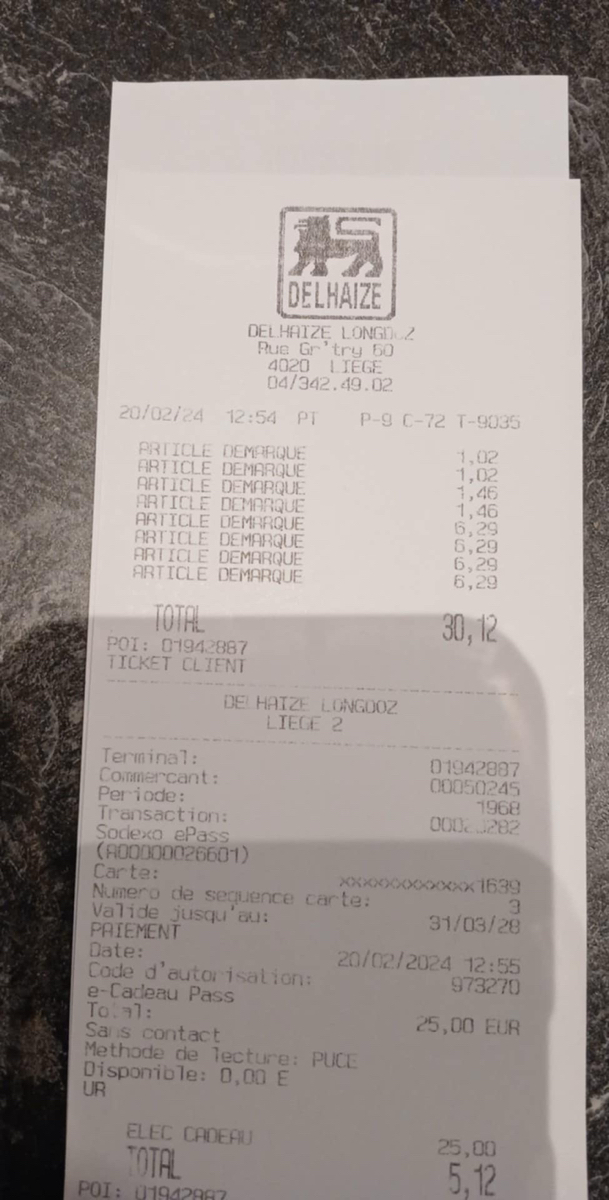 DELHAIZE
DELHAIZE LONGDOZ
Rue Gr'try 60
4020 LIEGE
04/342.49.02
20/02/24 12:54 PT P-9 C-72 T-9035
ARTICLE DEMARQUE 1,02
ARTICLE DEMARQUE 1,02
ARTICLE DEMARQUE 1,46
ARTICLE DEMARQUE 1,46
ARTICLE DEMARQUE 6,29
ARTICLE DEMARQUE 6,29
ARTICLE DEMARQUE 6,29
ARTICLE DEMARQUE 6,29
TOTAL 30,12
POI: 01942887
TICKET CLIENT
DELHAIZE LONGDOZ
LIEGE 2
Terminal: 01942887
Commercant: 00050245
Periode: 1968
Transaction:
Sodexo ePass
(A00000026601)
Carte: xxxxxxxxxxxx1639
Numero de sequence carte: 3
Valide jusqu'au: 31/03/28
PAIEMENT
Date: 20/02/2024 12:55
Code d'autorisation: 973270
e-Cadeau Pass
Total: 25,00 EUR
Sans contact
Methode de lecture: PUCE
Disponible: 0,00 E
UR
ELEC CADEAU 25,00
TOTAL 5,12
POI: 01942887